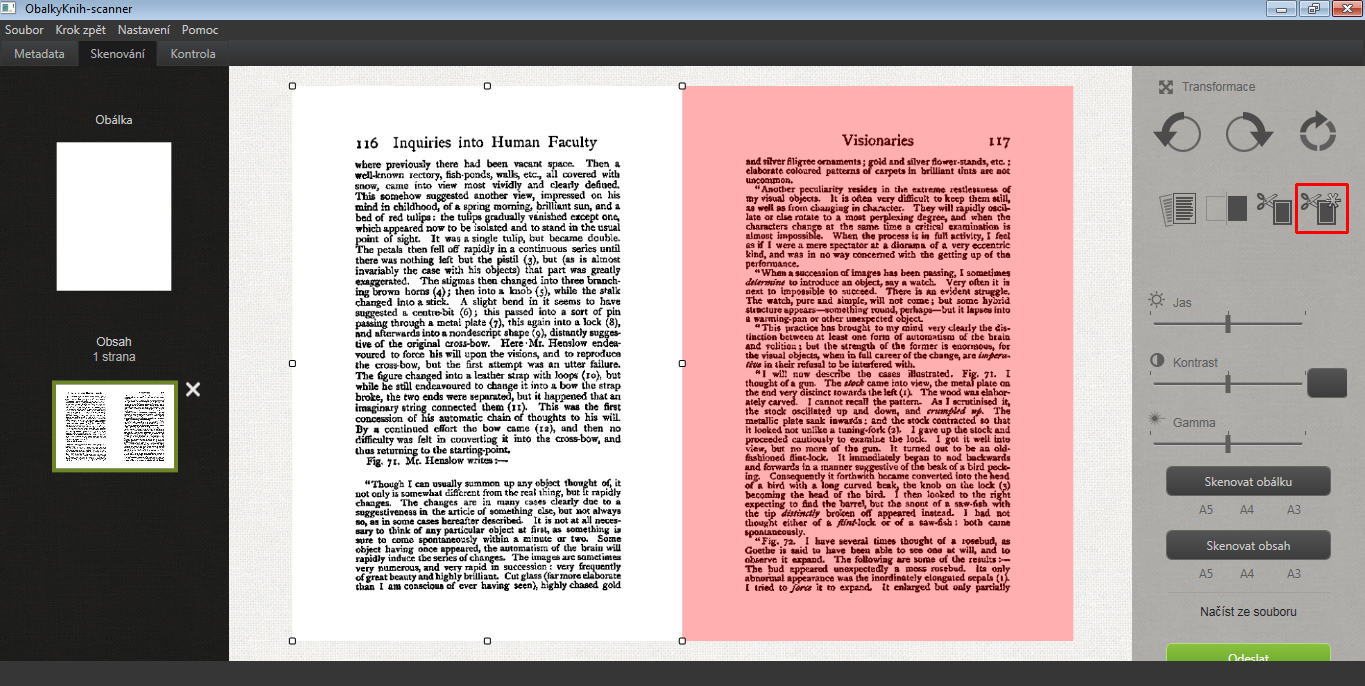 ObalkyKnih-scanner
Soubor Krok zpět Nastavení Pomoc
Metadata Skenování Kontrola
Obálka
Obsah
1 strana
116 Inquiries into Human Faculty
where previously there had been vacant space. Then a
well-known rectory, fish-ponds, walls, etc., all covered with
snow, came into view most vividly and clearly defined.
This somehow suggested another view, impressed on his
mind in childhood, of a spring morning, brilliant sun, and a
bed of red tulips: the tulips gradually vanished except one,
which appeared now to be isolated and to stand in the usual
point of sight. It was a single tulip, but became double.
The petals then fell off rapidly in a continuous series until
there was nothing left but the pistil (3), but (as is almost
invariably the case with his objects) that part was greatly
exaggerated. The stigmas then changed into three branch-
ing brown horns (4); then into a knob (5), while the stalk
changed into a stick. A slight bend in it seems to have
suggested a centre-bit (6); this passed into a sort of pin
passing through a metal plate (7), this again into a lock (8),
and afterwards into a nondescript shape (9), distantly sugges-
tive of the original cross-bow. Here Mr. Henslow endea-
voured to force his will upon the visions, and to reproduce
the cross-bow, but the first attempt was an utter failure.
The figure changed into a leather strap with loops (10), but
while he still endeavoured to change it into a bow the strap
broke, the two ends were separated, but it happened that an
imaginary string connected them (11). This was the first
concession of his automatic chain of thoughts to his will.
By a continued effort the bow came (12), and then no
difficulty was felt in converting it into the cross-bow, and
thus returning to the starting-point.
Fig. 71. Mr. Henslow writes:—
"Though I can usually summon up any object thought of, it
not only is somewhat different from the real thing, but it rapidly
changes. The changes are in many cases clearly due to a
suggestiveness in the article of something else, but not always
so, as in some cases hereafter described. It is not at all neces-
sary to think of any particular object at first, as something is
sure to come spontaneously within a minute or two. Some
object having once appeared, the automatism of the brain will
rapidly induce the series of changes. The images are sometimes
very numerous, and very rapid in succession: very frequently
of great beauty and highly brilliant. Cut glass (far more elaborate
than I am conscious of ever having seen), highly chased gold
Visionaries 117
and silver filigree ornaments; gold and silver flower-stands, etc.;
elaborate coloured patterns of carpets in brilliant tints are not
uncommon.
"Another peculiarity resides in the extreme restlessness of
my visual objects. It is often very difficult to keep them still,
as well as from changing in character. They will rapidly oscil-
late or else rotate to a most perplexing degree, and when the
characters change at the same time a critical examination is
almost impossible. When the process is in full activity, I feel
as if I were a mere spectator at a diorama of a very eccentric
kind, and was in no way concerned with the getting up of the
performance.
"When a succession of images has been passing, I sometimes
determine to introduce an object, say a watch. Very often it is
next to impossible to succeed. There is an evident struggle.
The watch, pure and simple, will not come; but some hybrid
structure appears—something round, perhaps—but it lapses into
a warming-pan or other unexpected object.
"This practice has brought to my mind very clearly the dis-
tinction between at least one form of automatism of the brain
and volition; but the strength of the former is enormous, for
the visual objects, when in full career of the change, are impera-
tive in their refusal to be interfered with.
"I will now describe the cases illustrated. Fig. 71. I
thought of a gun. The stock came into view, the metal plate on
the end very distinct towards the left (1). The wood was elabor-
ately carved. I cannot recall the pattern. As I scrutinised it,
the stock oscillated up and down, and crumpled up. The
metallic plate sank inwards: and the stock contracted so that
it looked not unlike a tuning-fork (2). I gave up the stock and
proceeded cautiously to examine the lock. I got it well into
view, but no more of the gun. It turned out to be an old-
fashioned flint-lock. It immediately began to nod backwards
and forwards in a manner suggestive of the beak of a bird peck-
ing. Consequently it forthwith became converted into the head
of a bird with a long curved beak, the knob on the lock (3)
becoming the head of the bird. I then looked to the right
expecting to find the barrel, but the snout of a saw-fish with
the tip distinctly broken off appeared instead. I had not
thought either of a flint-lock or of a saw-fish: both came
spontaneously.
"Fig. 72. I have several times thought of a rosebud, as
Goethe is said to have been able to see one at will, and to
observe it expand. The following are some of the results:—
The bud appeared unexpectedly a moss rosebud. Its only
abnormal appearance was the inordinately elongated sepals (1).
I tried to force it to expand. It enlarged but only partially
Transformace
Jas
Kontrast
Gamma
Skenovat obálku
A5 A4 A3
Skenovat obsah
A5 A4 A3
Načíst ze souboru
Odeslat